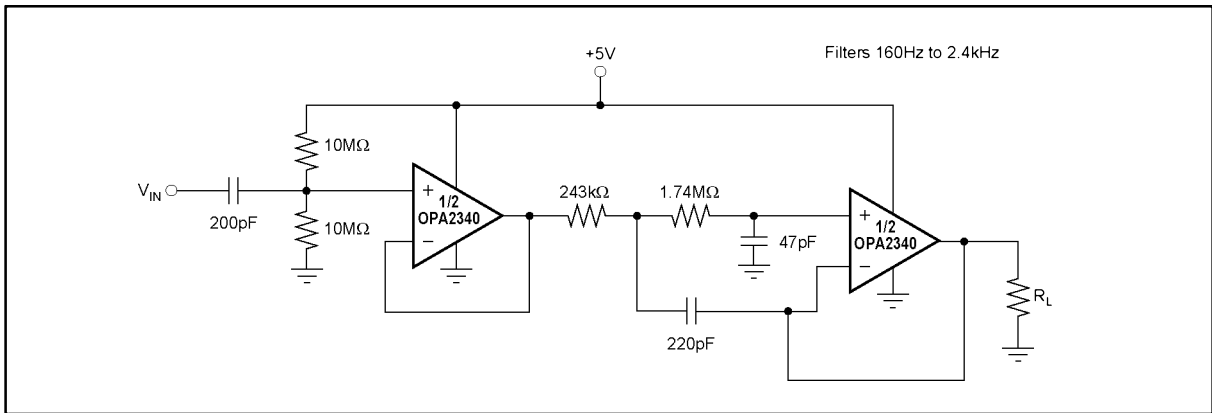 Filters 160Hz to 2.4kHz
+5V
10MΩ
V_IN
200pF
10MΩ
+
1/2
OPA2340
−
243kΩ
1.74MΩ
47pF
220pF
+
1/2
OPA2340
−
R_L